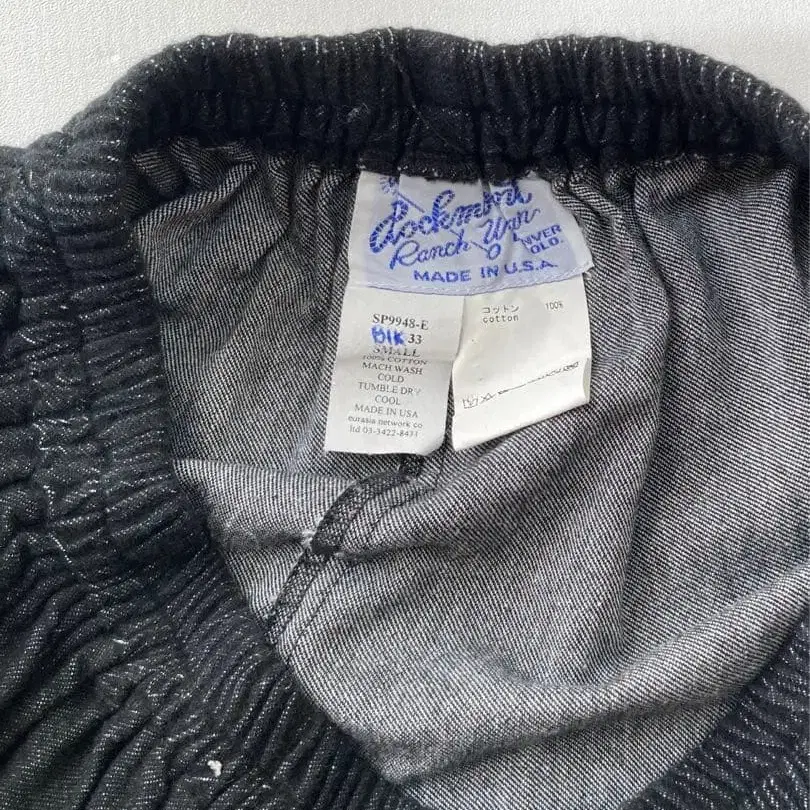 Rockmount
Ranch Wear
DENVER
COLO.
MADE IN U.S.A.
SP9948-E
BlK 33
SMALL
100% COTTON
MACH WASH
COLD
TUMBLE DRY
COOL
MADE IN USA
eurasia network co
ltd 03-3422-8431
コットン 100%
cotton